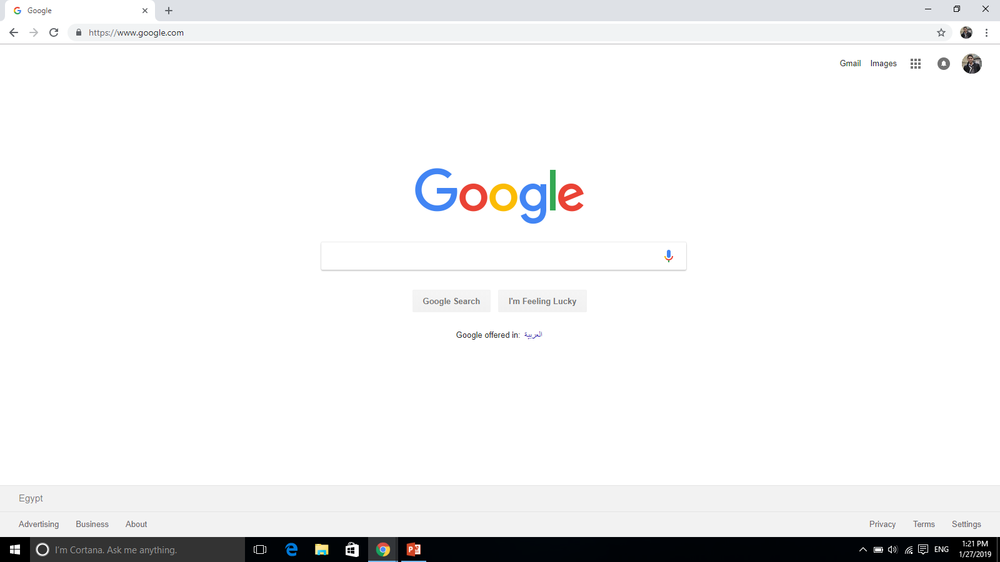 Google
https://www.google.com
Gmail Images
Google
Google Search I'm Feeling Lucky
Google offered in: العربية
Egypt
Advertising Business About Privacy Terms Settings
I'm Cortana. Ask me anything.
ENG
1:21 PM
1/27/2019